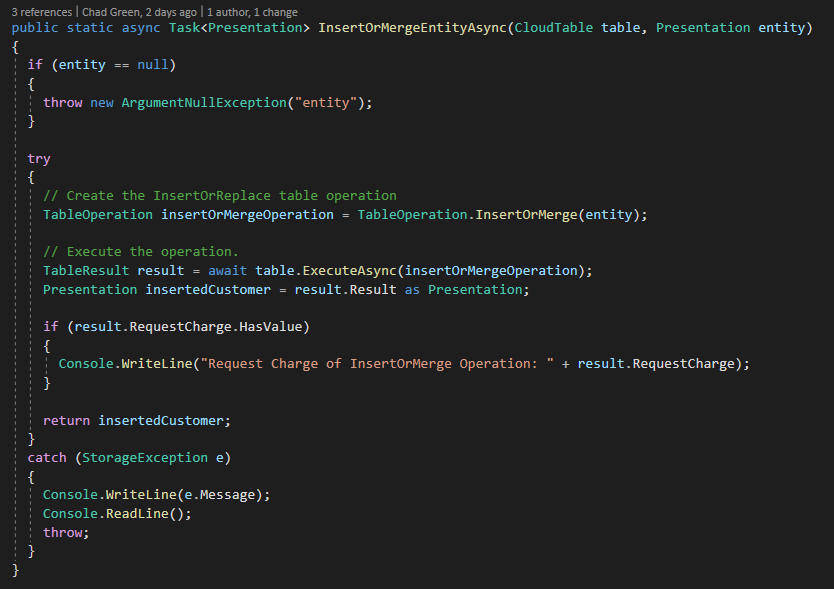 3 references | Chad Green, 2 days ago | 1 author, 1 change
public static async Task<Presentation> InsertOrMergeEntityAsync(CloudTable table, Presentation entity)
{
  if (entity == null)
  {
    throw new ArgumentNullException("entity");
  }

  try
  {
    // Create the InsertOrReplace table operation
    TableOperation insertOrMergeOperation = TableOperation.InsertOrMerge(entity);

    // Execute the operation.
    TableResult result = await table.ExecuteAsync(insertOrMergeOperation);
    Presentation insertedCustomer = result.Result as Presentation;

    if (result.RequestCharge.HasValue)
    {
      Console.WriteLine("Request Charge of InsertOrMerge Operation: " + result.RequestCharge);
    }

    return insertedCustomer;
  }
  catch (StorageException e)
  {
    Console.WriteLine(e.Message);
    Console.ReadLine();
    throw;
  }
}